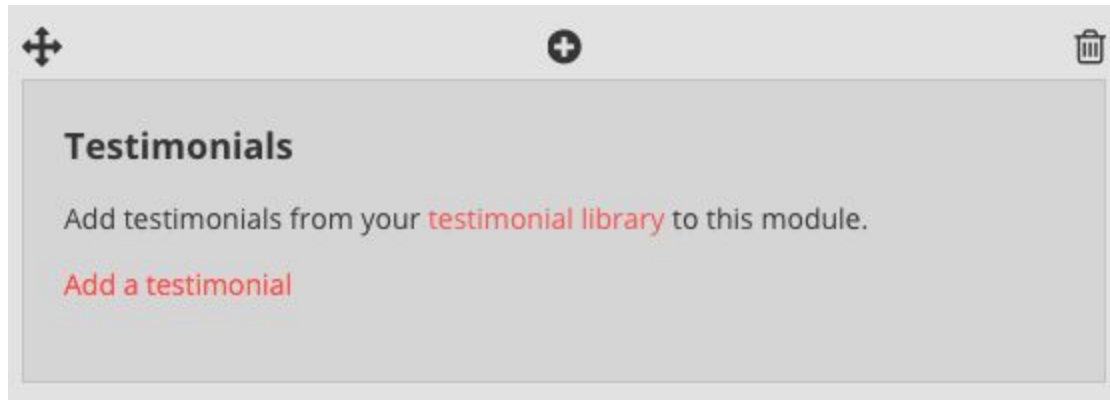 Testimonials
Add testimonials from your testimonial library to this module.
Add a testimonial